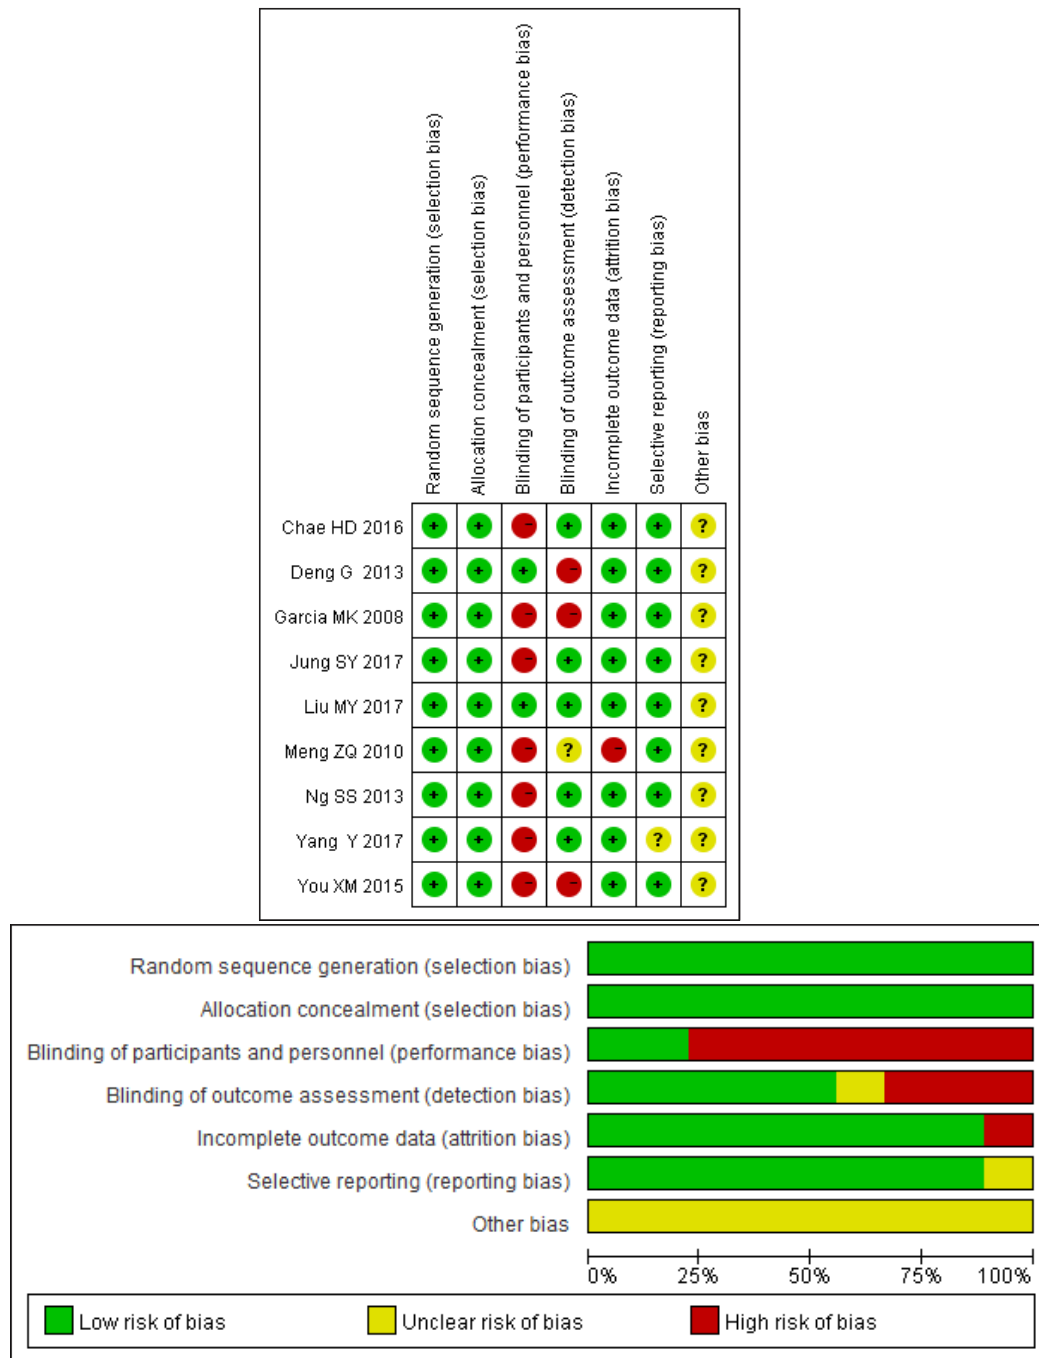 Random sequence generation (selection bias)
Allocation concealment (selection bias)
Blinding of participants and personnel (performance bias)
Blinding of outcome assessment (detection bias)
Incomplete outcome data (attrition bias)
Selective reporting (reporting bias)
Other bias
Chae HD 2016 + + - + + + ?
Deng G 2013 + + + - + + ?
Garcia MK 2008 + + - - + + ?
Jung SY 2017 + + - + + + ?
Liu MY 2017 + + + + + + ?
Meng ZQ 2010 + + - ? - + ?
Ng SS 2013 + + - + + + ?
Yang Y 2017 + + - + + ? ?
You XM 2015 + + - - + + ?
Random sequence generation (selection bias)
Allocation concealment (selection bias)
Blinding of participants and personnel (performance bias)
Blinding of outcome assessment (detection bias)
Incomplete outcome data (attrition bias)
Selective reporting (reporting bias)
Other bias
0% 25% 50% 75% 100%
Low risk of bias Unclear risk of bias High risk of bias